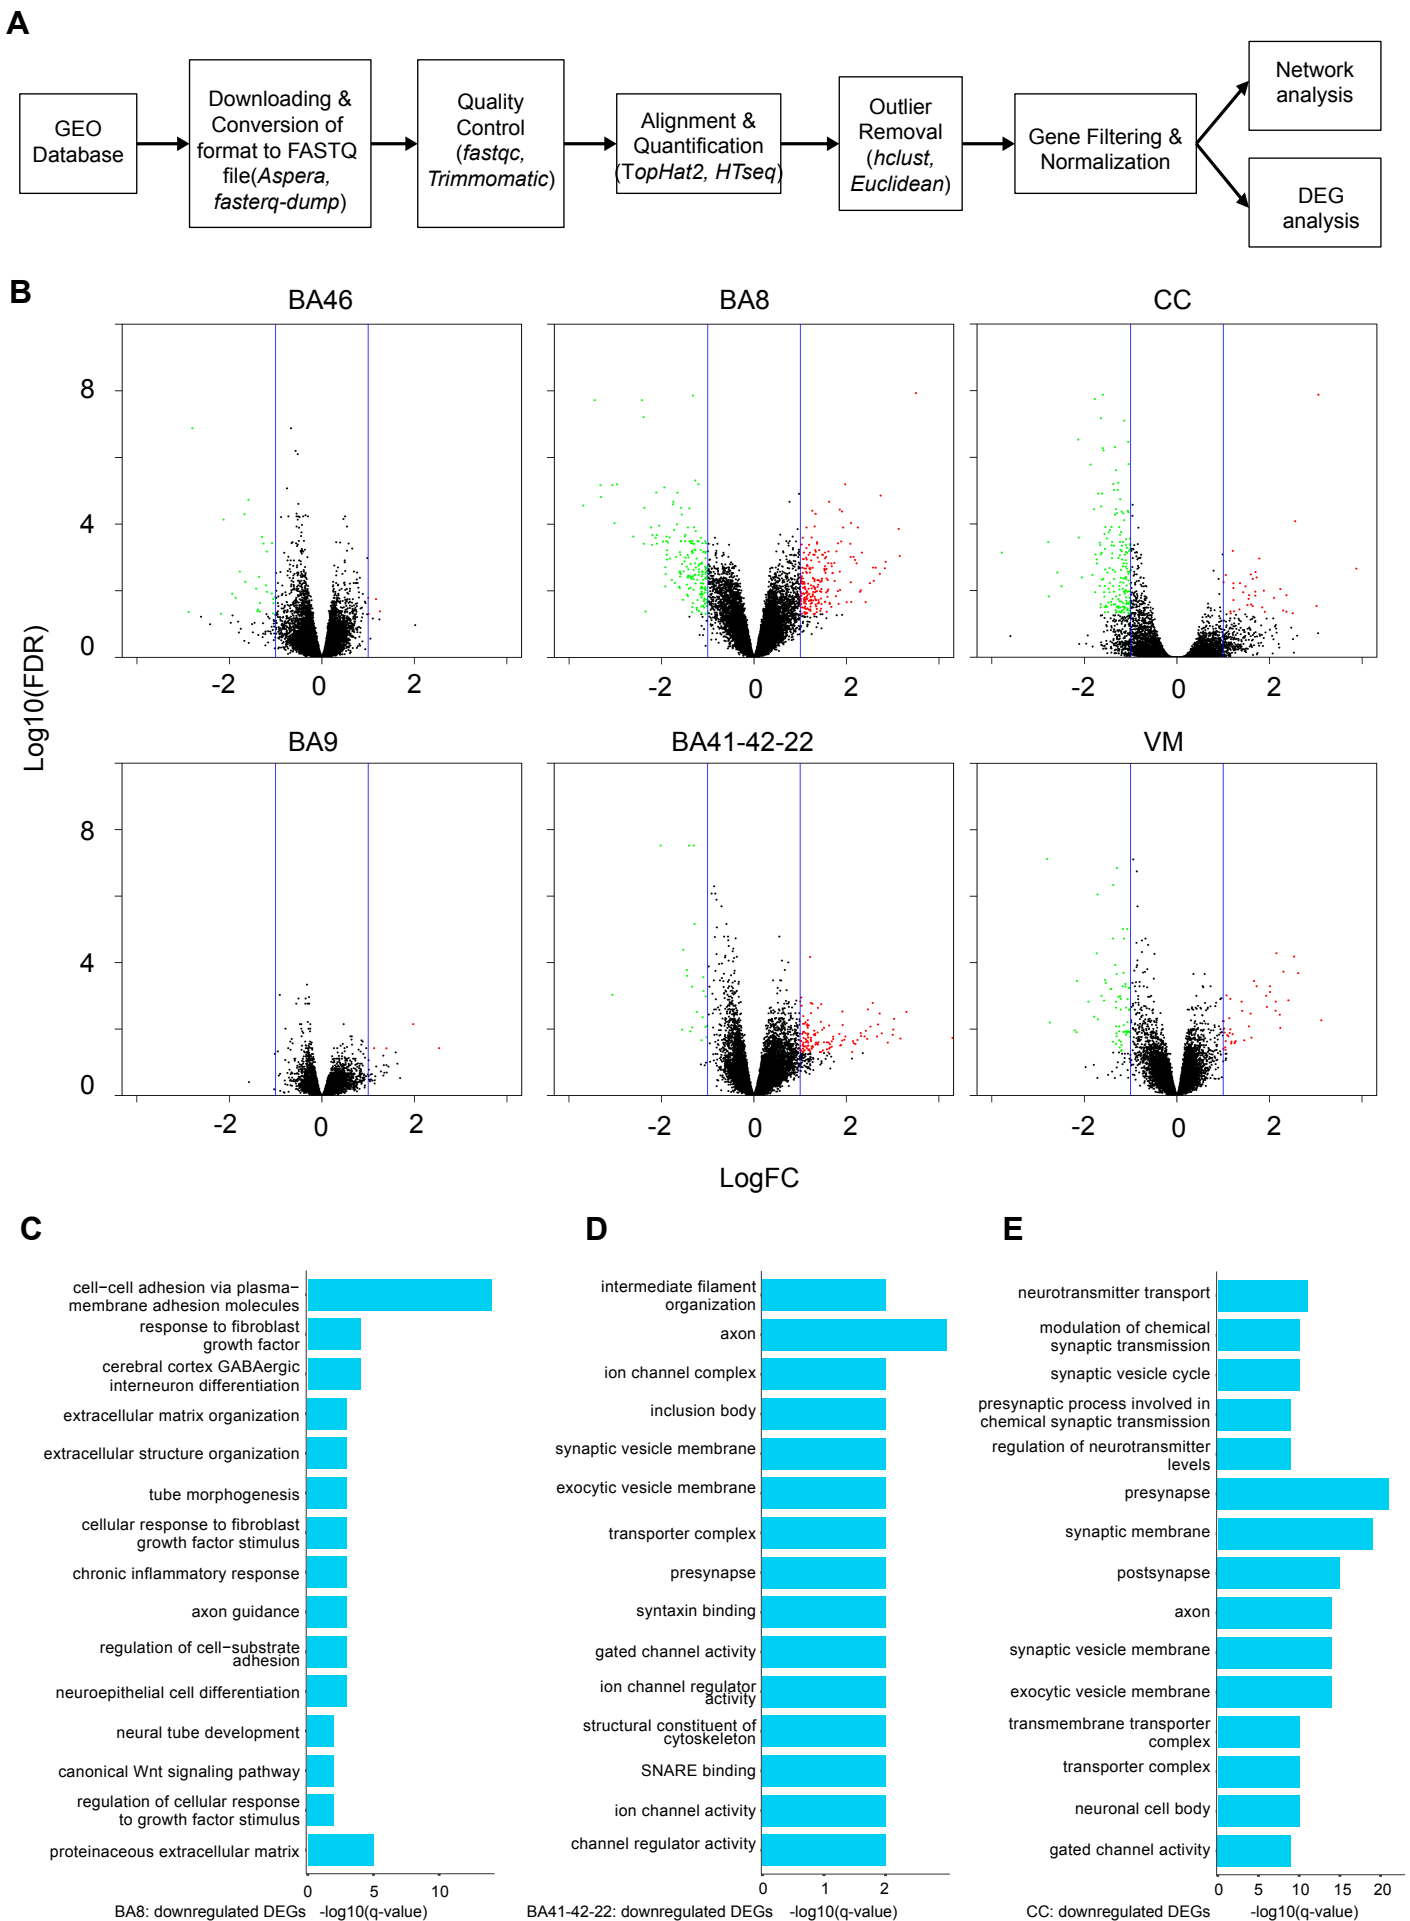 A
GEO
Database
Downloading &
Conversion of
format to FASTQ
file(Aspera,
fasterq-dump)
Quality
Control
(fastqc,
Trimmomatic)
Alignment &
Quantification
(TopHat2, HTseq)
Outlier
Removal
(hclust,
Euclidean)
Gene Filtering &
Normalization
Network
analysis
DEG
analysis
B
BA46
BA8
CC
8
4
0
-2 0 2
-2 0 2
-2 0 2
Log10(FDR)
BA9
BA41-42-22
VM
8
4
0
-2 0 2
-2 0 2
-2 0 2
LogFC
C
cell−cell adhesion via plasma−
membrane adhesion molecules
response to fibroblast
growth factor
cerebral cortex GABAergic
interneuron differentiation
extracellular matrix organization
extracellular structure organization
tube morphogenesis
cellular response to fibroblast
growth factor stimulus
chronic inflammatory response
axon guidance
regulation of cell−substrate
adhesion
neuroepithelial cell differentiation
neural tube development
canonical Wnt signaling pathway
regulation of cellular response
to growth factor stimulus
proteinaceous extracellular matrix
0 5 10
BA8: downregulated DEGs -log10(q-value)
D
intermediate filament
organization
axon
ion channel complex
inclusion body
synaptic vesicle membrane
exocytic vesicle membrane
transporter complex
presynapse
syntaxin binding
gated channel activity
ion channel regulator
activity
structural constituent of
cytoskeleton
SNARE binding
ion channel activity
channel regulator activity
0 1 2
BA41-42-22: downregulated DEGs -log10(q-value)
E
neurotransmitter transport
modulation of chemical
synaptic transmission
synaptic vesicle cycle
presynaptic process involved in
chemical synaptic transmission
regulation of neurotransmitter
levels
presynapse
synaptic membrane
postsynapse
axon
synaptic vesicle membrane
exocytic vesicle membrane
transmembrane transporter
complex
transporter complex
neuronal cell body
gated channel activity
0 5 10 15 20
CC: downregulated DEGs -log10(q-value)